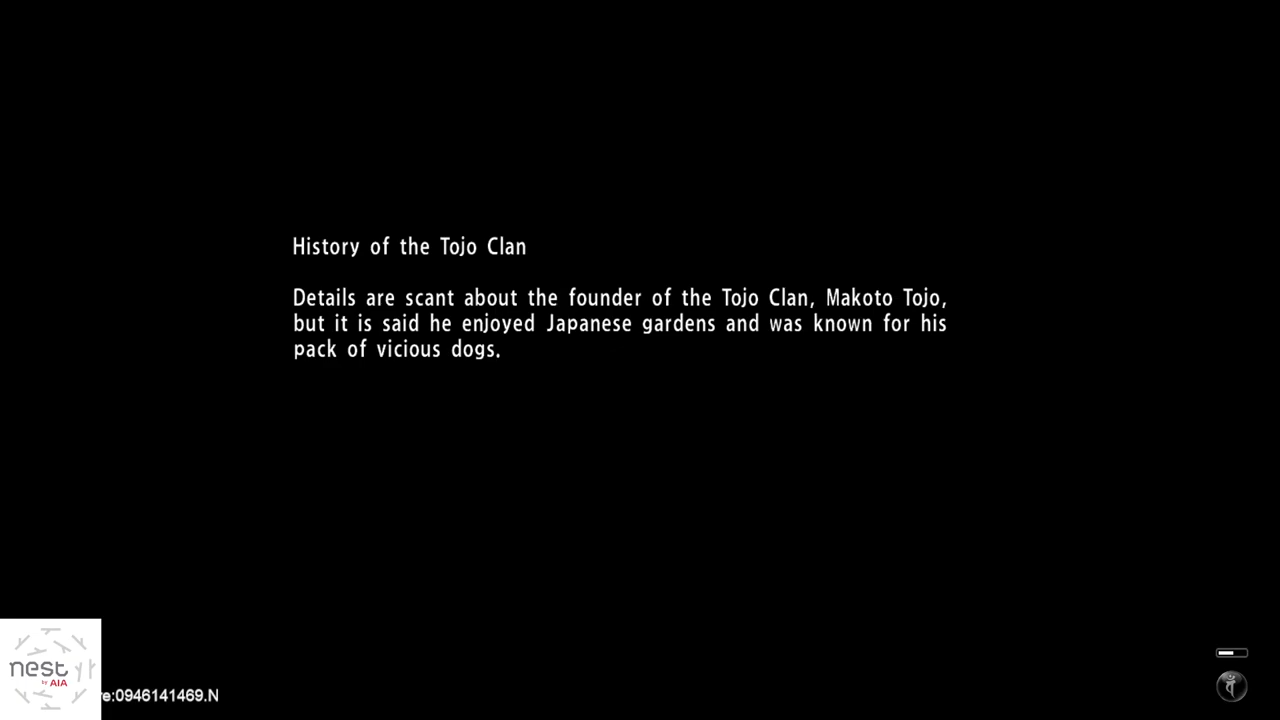 History of the Tojo Clan
Details are scant about the founder of the Tojo Clan, Makoto Tojo,
but it is said he enjoyed Japanese gardens and was known for his
pack of vicious dogs.
nest
by AIA
re:0946141469.N